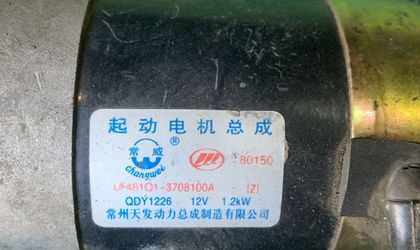 起动电机总成
常威 ® 80150
Changwei
LF481Q1-3708100A (Z)
QDY1226 12V 1.2kW
常州天发动力总成制造有限公司